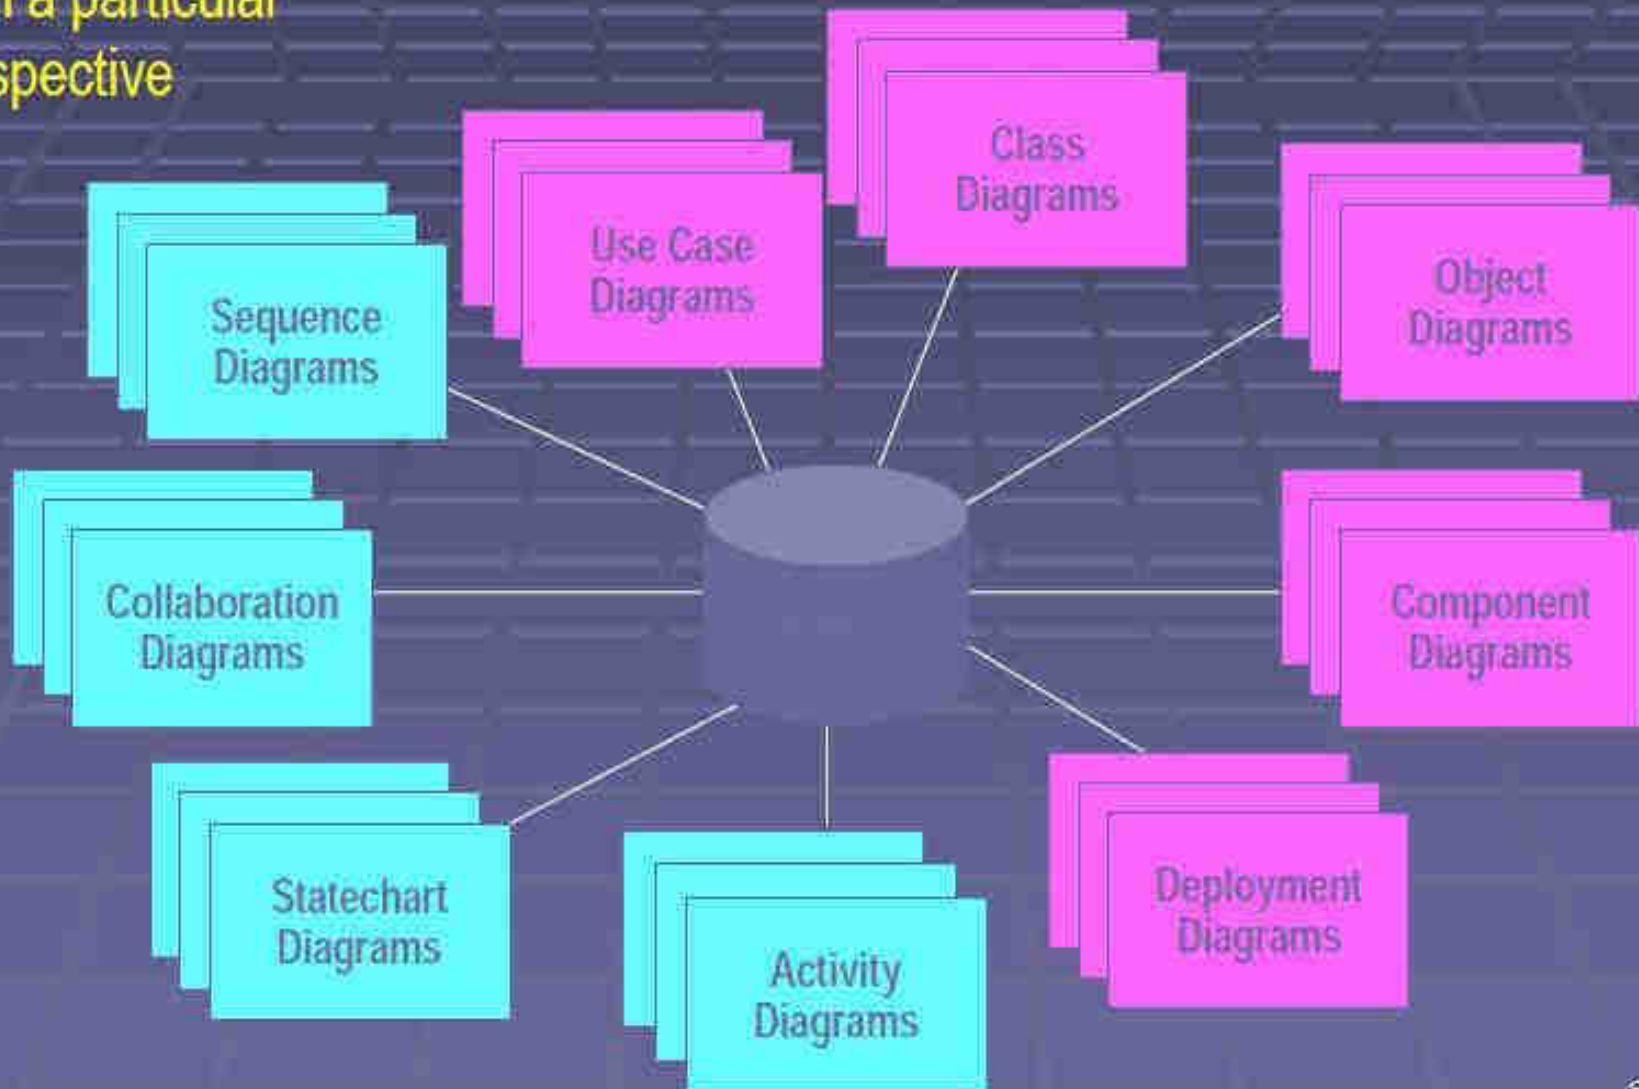 a particular
spective
Class
Diagrams
Use Case
Diagrams
Object
Diagrams
Sequence
Diagrams
Collaboration
Diagrams
Component
Diagrams
Statechart
Diagrams
Deployment
Diagrams
Activity
Diagrams